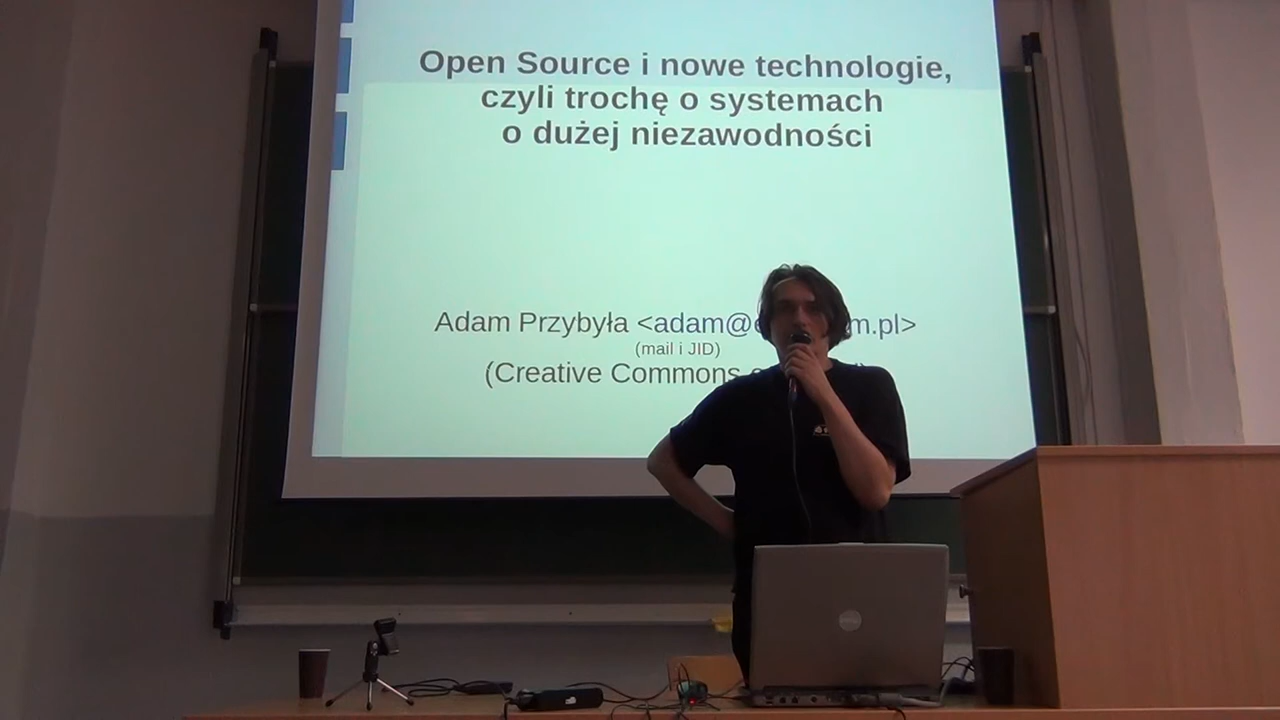 Open Source i nowe technologie,
czyli trochę o systemach
o dużej niezawodności
Adam Przybyła <adam@ m.pl>
(mail i JID)
(Creative Commons